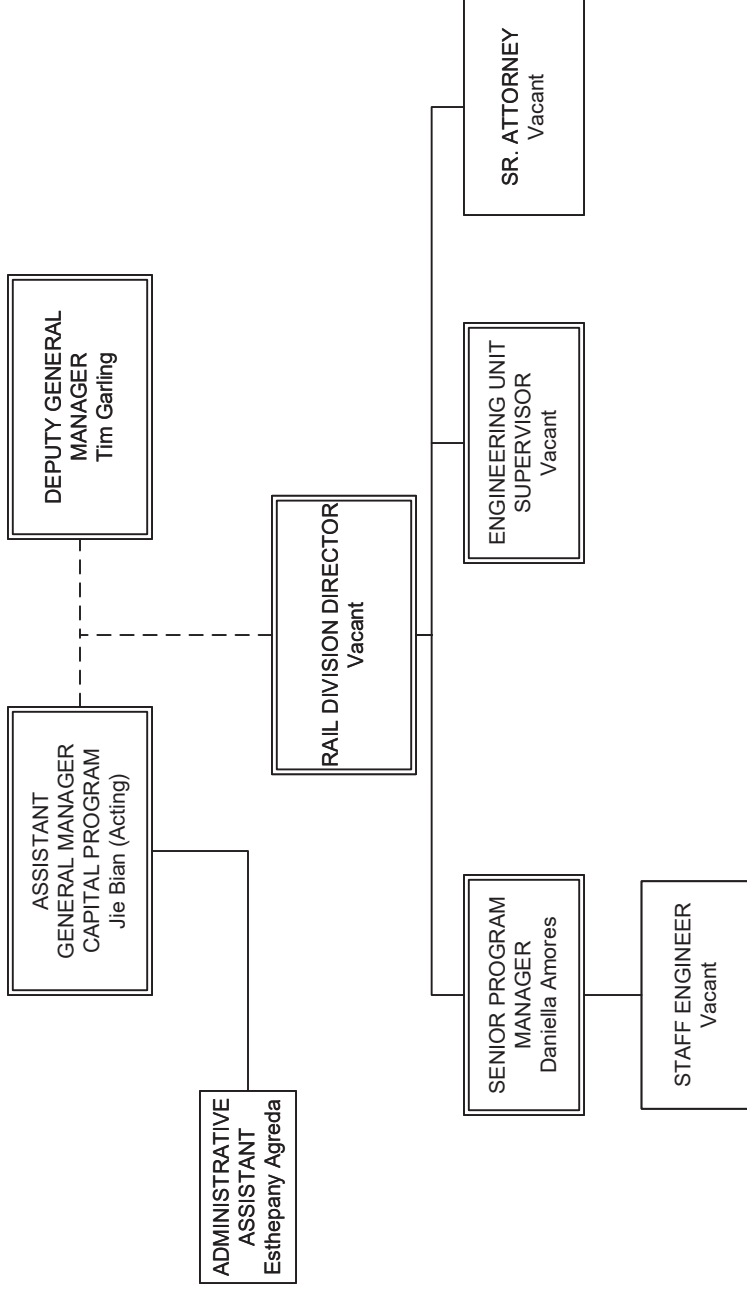 ASSISTANT
GENERAL MANAGER
CAPITAL PROGRAM
Jie Bian (Acting)
DEPUTY GENERAL
MANAGER
Tim Garling
ADMINISTRATIVE
ASSISTANT
Esthepany Agreda
RAIL DIVISION DIRECTOR
Vacant
SENIOR PROGRAM
MANAGER
Daniella Amores
ENGINEERING UNIT
SUPERVISOR
Vacant
SR. ATTORNEY
Vacant
STAFF ENGINEER
Vacant